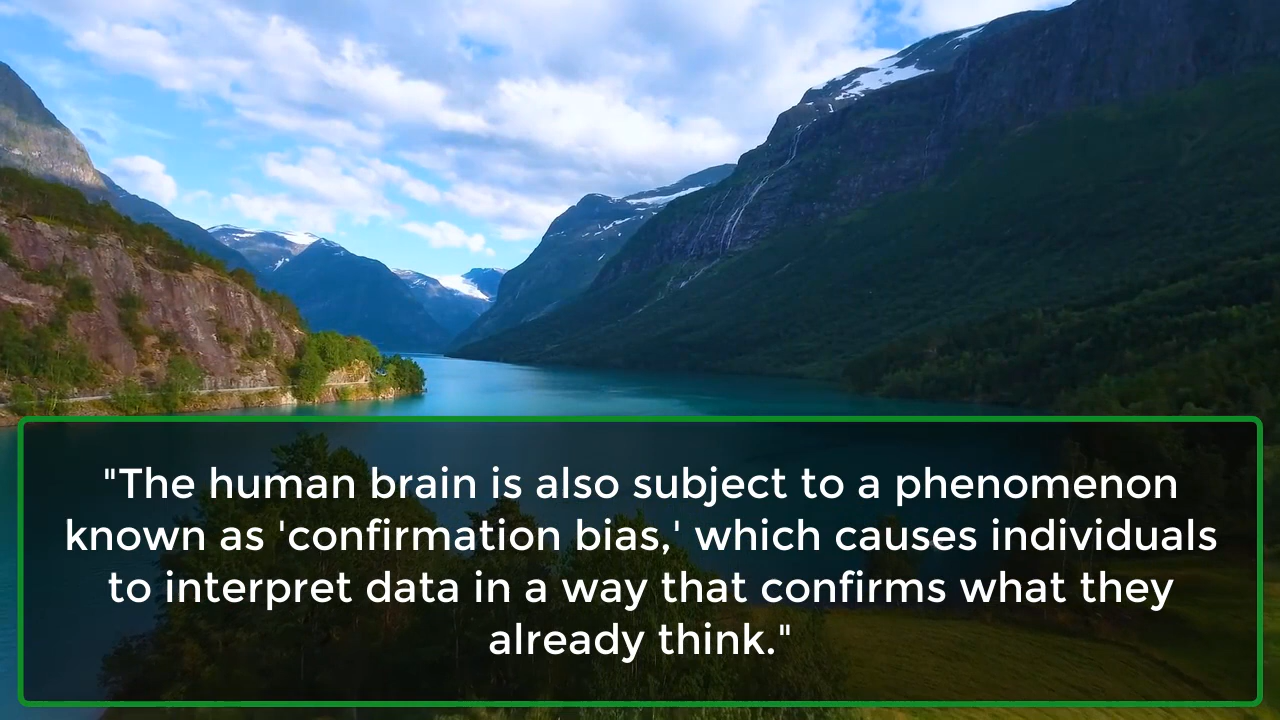 "The human brain is also subject to a phenomenon
known as 'confirmation bias,' which causes individuals
to interpret data in a way that confirms what they
already think."